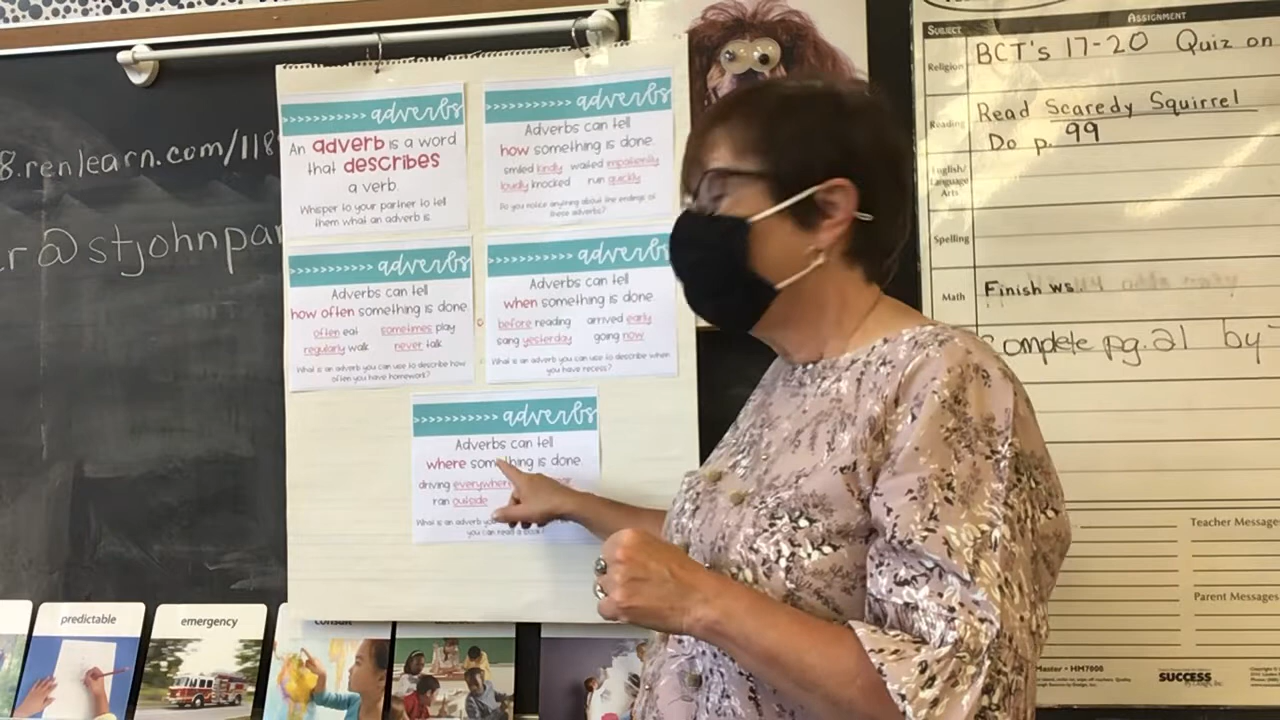 8.renlearn.com/118
r@stjohnpar
>>>>>>>>>>> adverbs
An adverb is a word
that describes
a verb.
Whisper to your partner to tell
them what an adverb is.
>>>>>>>>>>> adverbs
Adverbs can tell
how something is done.
smiled kindly waited impatiently
loudly knocked run quickly
Do you notice anything about the endings of
these adverbs?
>>>>>>>>>>> adverbs
Adverbs can tell
how often something is done.
often eat sometimes play
regularly walk never talk
What is an adverb you can use to describe how
often you have homework?
>>>>>>>>>>> adverbs
Adverbs can tell
when something is done.
before reading arrived early
sang yesterday going now
What is an adverb you can use to describe when
you have recess?
>>>>>>>>>>> adverbs
Adverbs can tell
where something is done
driving everywhere
ran outside
What is an adverb you
you can read a book?
predictable
emergency
consult
ASSIGNMENT
SUBJECT
Religion BCT's 17-20 Quiz on
Reading Read Scaredy Squirrel
Do p. 99
English/
Language
Arts
Spelling
Math Finish ws.
Complete pg. 21 by
Teacher Messages
Parent Messages
Master • HM7000
SUCCESS
by Design, Inc.